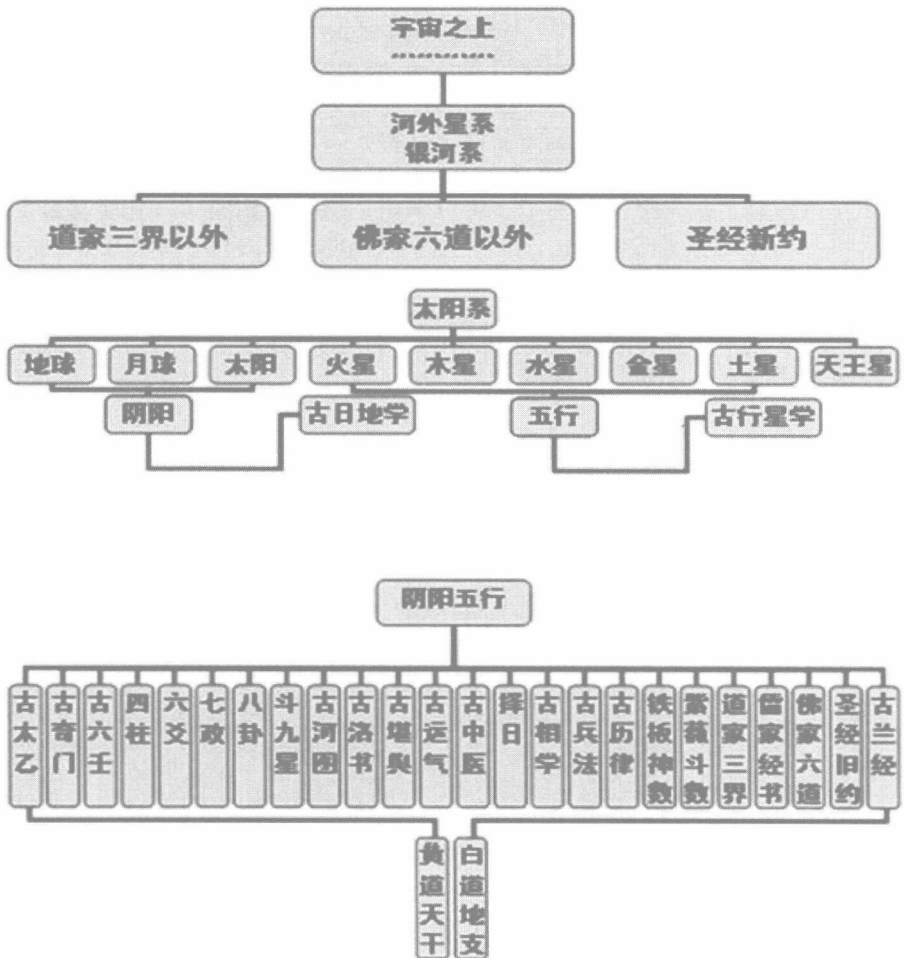 宇宙之上
河外星系
银河系
道家三界以外
佛家六道以外
圣经新约
太阳系
地球
月球
太阳
火星
木星
水星
金星
土星
天王星
阴阳
古日地学
五行
古行星学
阴阳五行
古太乙
古奇门
古六壬
四柱
六爻
七政
八卦
斗九星
古河图
古洛书
古堪舆
古运气
古中医
择日
古相学
古兵法
古历律
铁板神数
紫薇斗数
道家三界
儒家经书
佛家六道
圣经旧约
古兰经
黄道天干
白道地支